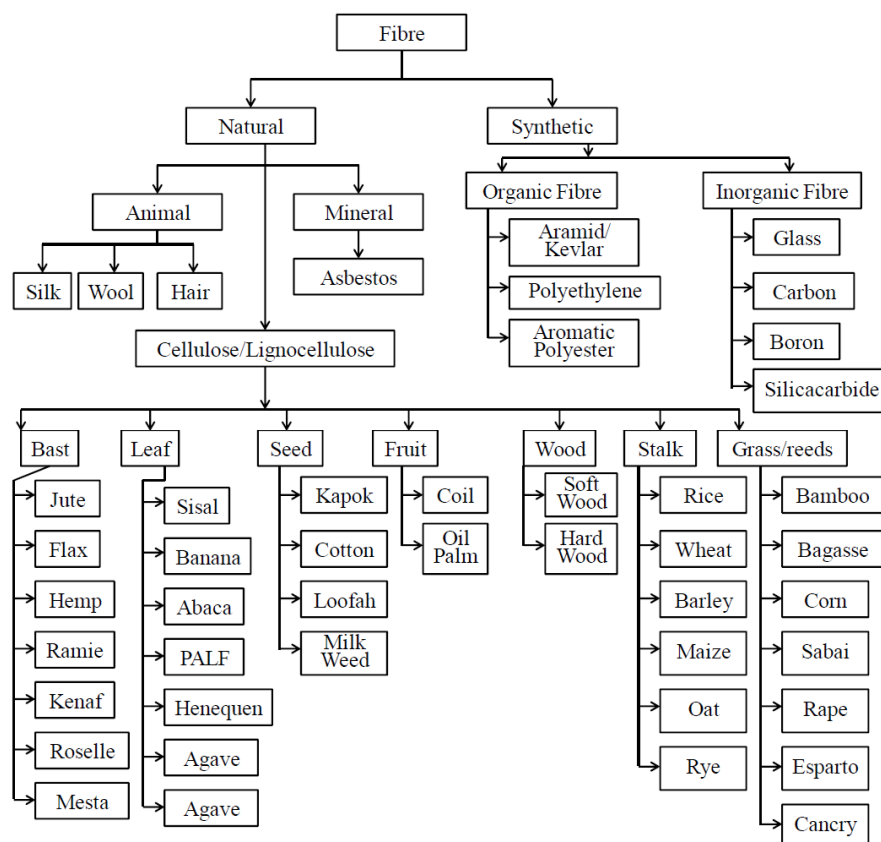 Fibre
Natural
Synthetic
Animal
Mineral
Organic Fibre
Inorganic Fibre
Silk
Wool
Hair
Asbestos
Aramid/
Kevlar
Polyethylene
Aromatic
Polyester
Glass
Carbon
Boron
Silicacarbide
Cellulose/Lignocellulose
Bast
Leaf
Seed
Fruit
Wood
Stalk
Grass/reeds
Jute
Flax
Hemp
Ramie
Kenaf
Roselle
Mesta
Sisal
Banana
Abaca
PALF
Henequen
Agave
Agave
Kapok
Cotton
Loofah
Milk
Weed
Coil
Oil
Palm
Soft
Wood
Hard
Wood
Rice
Wheat
Barley
Maize
Oat
Rye
Bamboo
Bagasse
Corn
Sabai
Rape
Esparto
Cancry